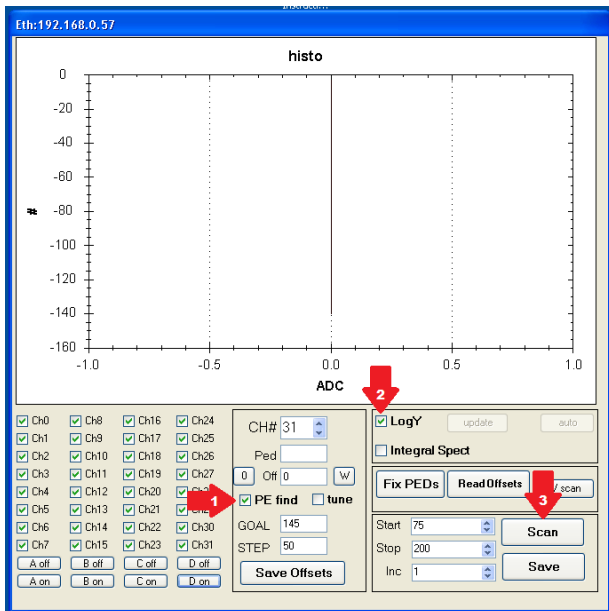 Eth:192.168.0.57
histo
0
-20
-40
-60
-80
-100
-120
-140
-160
#
-1.0 -0.5 0.0 0.5 1.0
ADC
2
Ch0 Ch8 Ch16 Ch24
Ch1 Ch9 Ch17 Ch25
Ch2 Ch10 Ch18 Ch26
Ch3 Ch11 Ch19 Ch27
Ch4 Ch12 Ch20
Ch5 Ch13 Ch21
Ch6 Ch14 Ch22 Ch30
Ch7 Ch15 Ch23 Ch31
A off B off C off D off
A on B on C on D on
CH# 31
Ped
0 Off 0 W
1
PE find tune
GOAL 145
STEP 50
Save Offsets
LogY update auto
Integral Spect
Fix PEDs Read Offsets scan
3
Start 75
Stop 200
Inc 1
Scan
Save